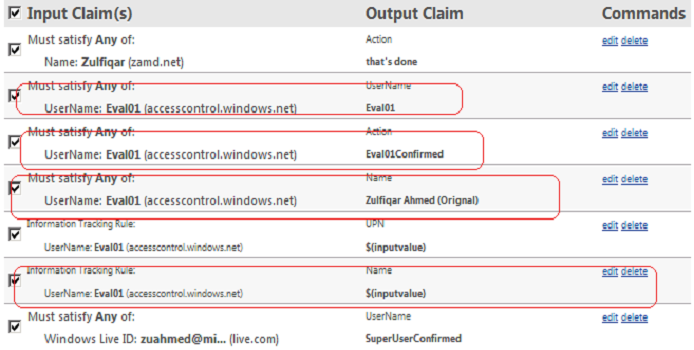 Input Claim(s) Output Claim Commands
Must satisfy Any of: Action edit delete
Name: Zulfiqar (zamd.net) that's done
Must satisfy Any of: UserName edit delete
UserName: Eval01 (accesscontrol.windows.net) Eval01
Must satisfy Any of: Action edit delete
UserName: Eval01 (accesscontrol.windows.net) Eval01Confirmed
Must satisfy Any of: Name edit delete
UserName: Eval01 (accesscontrol.windows.net) Zulfiqar Ahmed (Orignal)
Information Tracking Rule: UPN edit delete
UserName: Eval01 (accesscontrol.windows.net) $(inputvalue)
Information Tracking Rule: Name edit delete
UserName: Eval01 (accesscontrol.windows.net) $(inputvalue)
Must satisfy Any of: UserName edit delete
Windows Live ID: zuahmed@mi... (live.com) SuperUserConfirmed